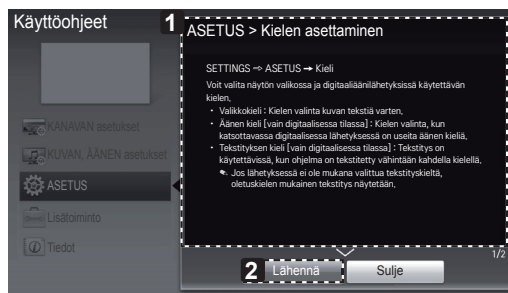 Käyttöohjeet
1
ASETUS > Kielen asettaminen
SETTINGS ⇨ ASETUS ➙ Kieli
Voit valita näytön valikossa ja digitaaliäänilähetyksissä käytettävän
kielen.
• Valikkokieli : Kielen valinta kuvan tekstiä varten.
• Äänen kieli [vain digitaalisessa tilassa] : Kielen valinta, kun
katsottavassa digitaalisessa lähetyksessä on useita äänen kieliä.
• Tekstityksen kieli [vain digitaalisessa tilassa] : Tekstitys on
käytettävissä, kun ohjelma on tekstitetty vähintään kahdella kielellä.
Jos lähetyksessä ei ole mukana valittua tekstityskieltä,
oletuskielen mukainen tekstitys näytetään.
KANAVAN asetukset
KUVAN, ÄÄNEN asetukset
ASETUS
Lisätoiminto
Tiedot
1/2
2
Lähennä
Sulje